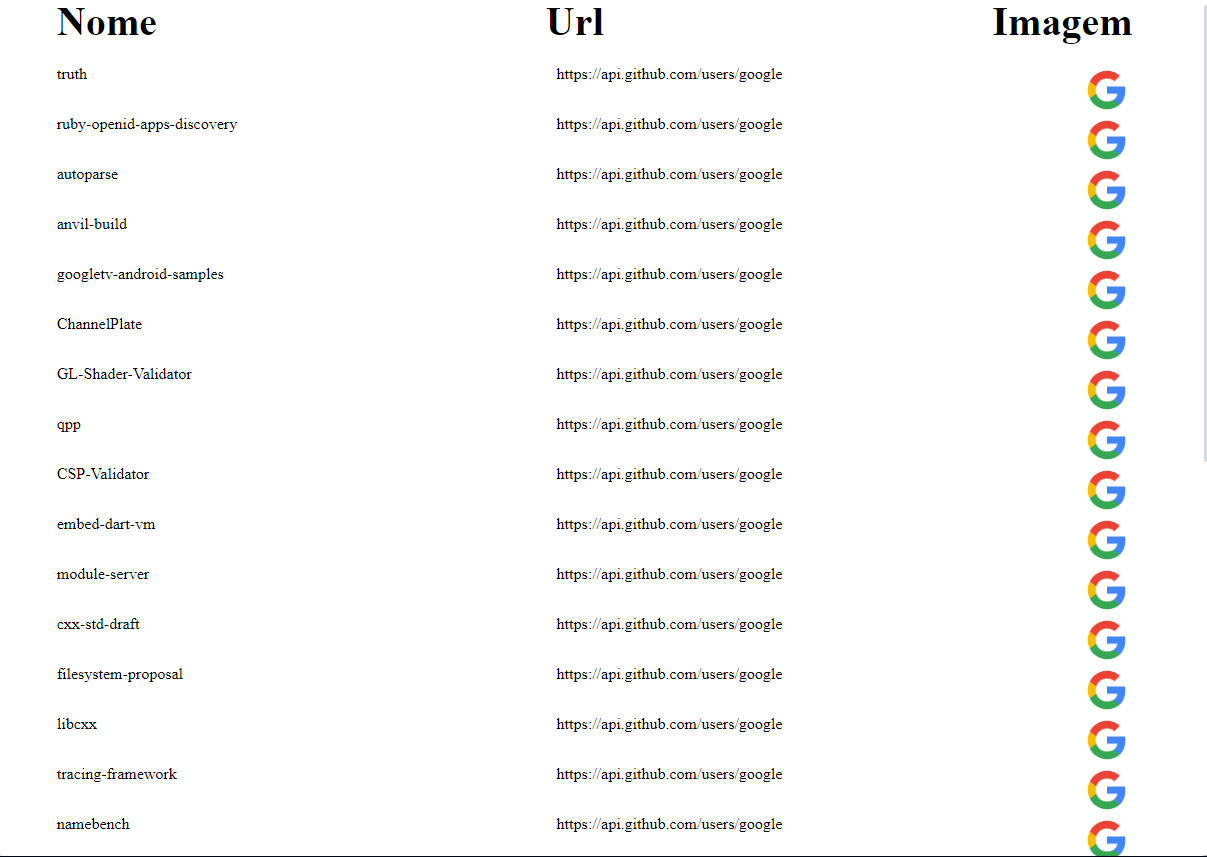 Nome Url Imagem
truth https://api.github.com/users/google
ruby-openid-apps-discovery https://api.github.com/users/google
autoparse https://api.github.com/users/google
anvil-build https://api.github.com/users/google
googletv-android-samples https://api.github.com/users/google
ChannelPlate https://api.github.com/users/google
GL-Shader-Validator https://api.github.com/users/google
qpp https://api.github.com/users/google
CSP-Validator https://api.github.com/users/google
embed-dart-vm https://api.github.com/users/google
module-server https://api.github.com/users/google
cxx-std-draft https://api.github.com/users/google
filesystem-proposal https://api.github.com/users/google
libcxx https://api.github.com/users/google
tracing-framework https://api.github.com/users/google
namebench https://api.github.com/users/google